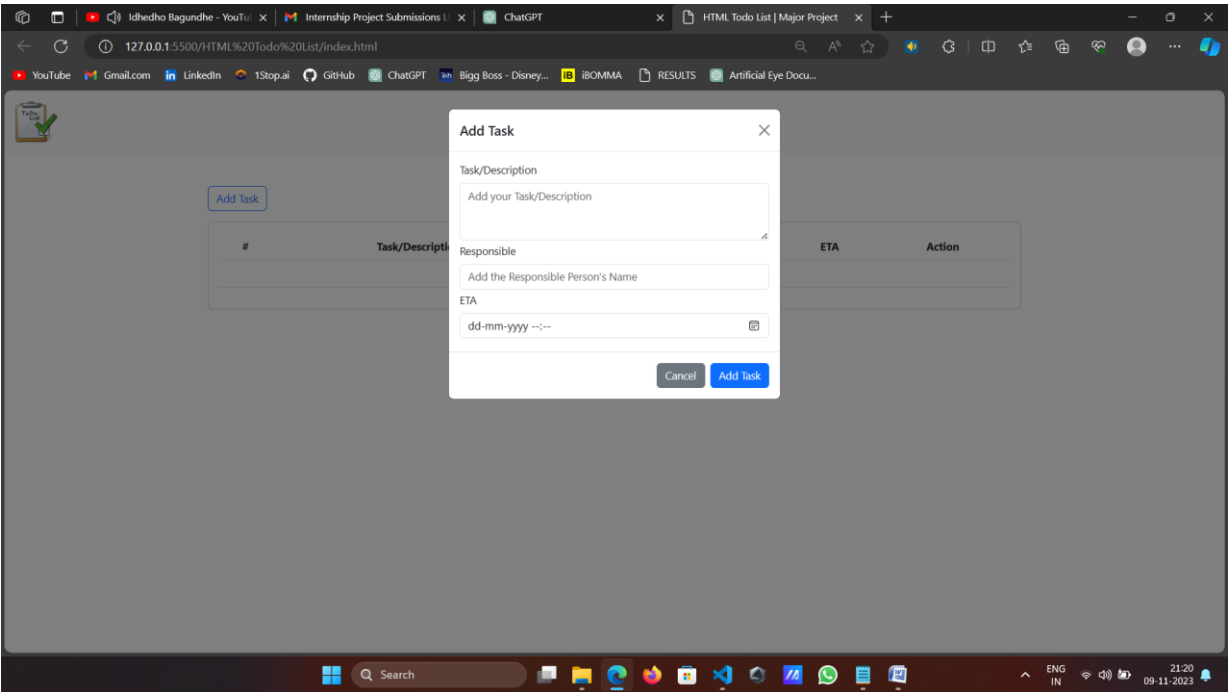 Idhedho Bagundhe - YouTu
Internship Project Submissions U
ChatGPT
HTML Todo List | Major Project
127.0.0.1:5500/HTML%20Todo%20List/index.html
YouTube
Gmail.com
LinkedIn
1Stop.ai
GitHub
ChatGPT
Bigg Boss - Disney...
iB
iBOMMA
RESULTS
Artificial Eye Docu...
ToDo
List
Add Task
Task/Description
Add your Task/Description
Add Task
# Task/Descripti ETA Action
Responsible
Add the Responsible Person's Name
ETA
dd-mm-yyyy --:--
Cancel
Add Task
Search
ENG
IN
21:20
09-11-2023